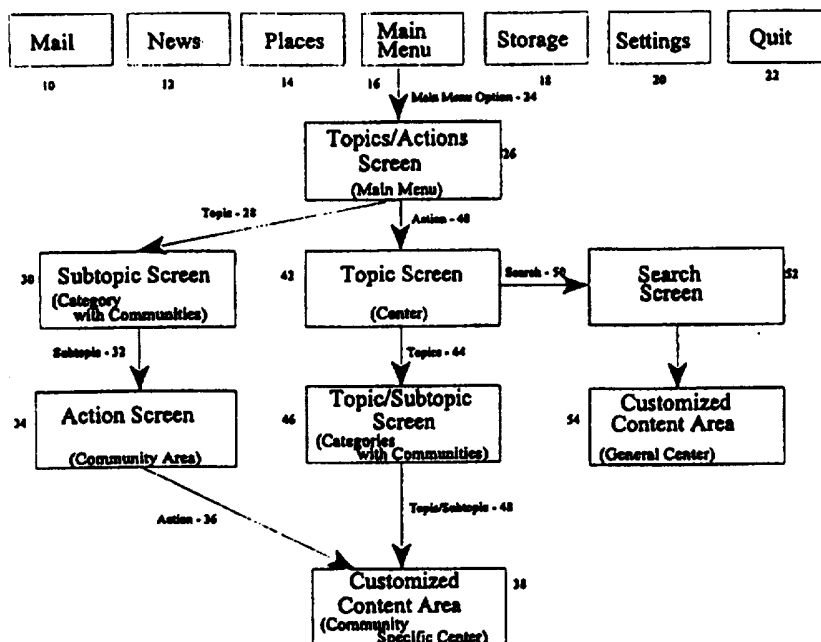 Mail
News
Places
Main
Menu
Storage
Settings
Quit
10
12
14
16
18
20
22
Main Menu Option - 24
Topics/Actions
Screen
(Main Menu)
26
Topic - 28
Action - 40
30
Subtopic Screen
(Category
with Communities)
42
Topic Screen
(Center)
Search - 50
Search
Screen
52
Subtopic - 32
Topics - 44
34
Action Screen
(Community Area)
46
Topic/Subtopic
Screen
(Categories
with Communities)
54
Customized
Content Area
(General Center)
Action - 36
Topic/Subtopic - 48
Customized
Content Area
(Community
Specific Center)
38